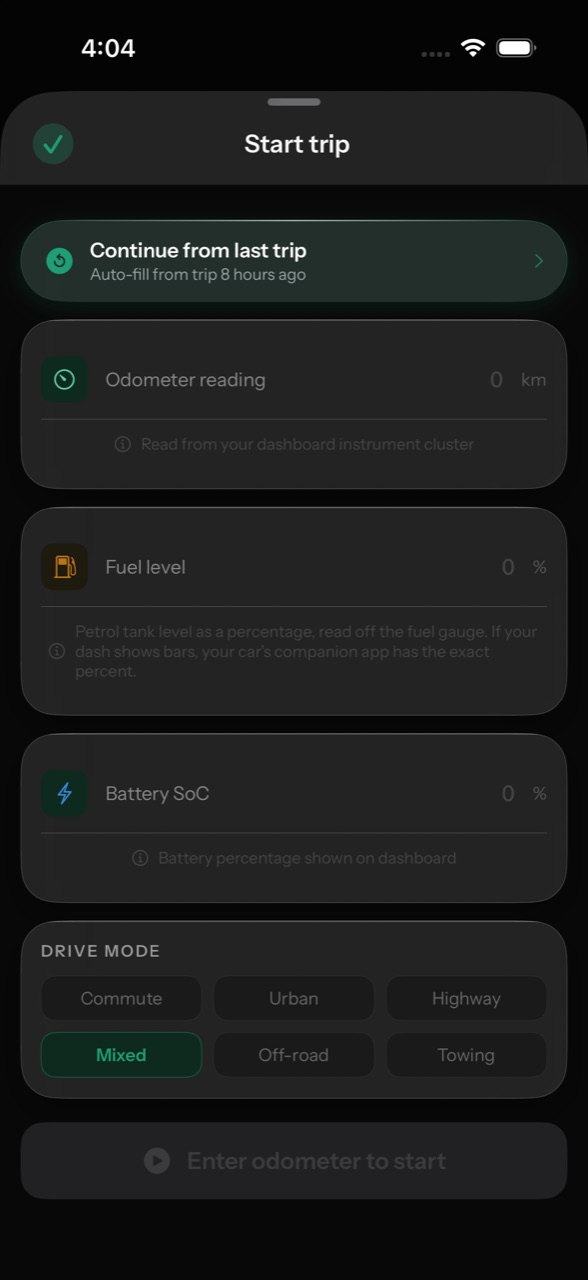 4:04
Start trip
Continue from last trip
Auto-fill from trip 8 hours ago
Odometer reading 0 km
Read from your dashboard instrument cluster
Fuel level 0 %
Petrol tank level as a percentage, read off the fuel gauge. If your
dash shows bars, your car's companion app has the exact
percent.
Battery SoC 0 %
Battery percentage shown on dashboard
DRIVE MODE
Commute Urban Highway
Mixed Off-road Towing
Enter odometer to start